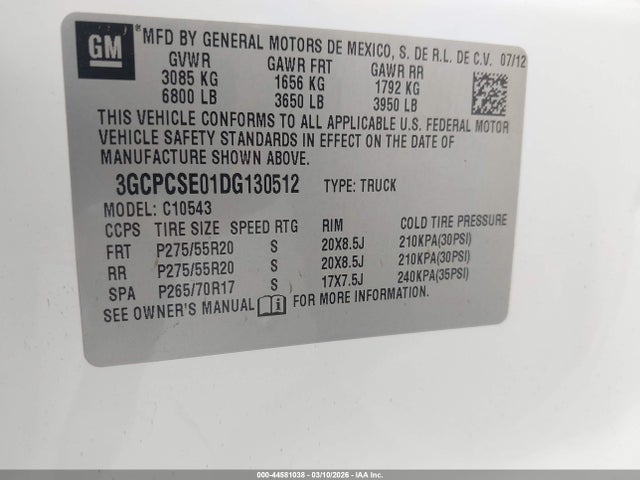 GM ® MFD BY GENERAL MOTORS DE MEXICO, S. DE R.L. DE C.V. 07/12
GVWR GAWR FRT GAWR RR
3085 KG 1656 KG 1792 KG
6800 LB 3650 LB 3950 LB
THIS VEHICLE CONFORMS TO ALL APPLICABLE U.S. FEDERAL MOTOR
VEHICLE SAFETY STANDARDS IN EFFECT ON THE DATE OF
MANUFACTURE SHOWN ABOVE.
3GCPCSE01DG130512 TYPE: TRUCK
MODEL: C10543
CCPS TIRE SIZE SPEED RTG RIM COLD TIRE PRESSURE
FRT P275/55R20 S 20X8.5J 210KPA(30PSI)
RR P275/55R20 S 20X8.5J 210KPA(30PSI)
SPA P265/70R17 S 17X7.5J 240KPA(35PSI)
SEE OWNER'S MANUAL FOR MORE INFORMATION.
000-44581038 - 03/10/2026 - IAA Inc.